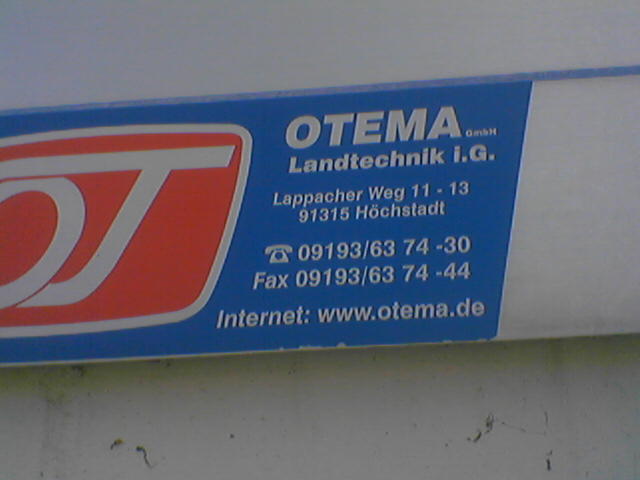 OT
OTEMA GmbH
Landtechnik i.G.
Lappacher Weg 11 - 13
91315 Höchstadt
☎ 09193/63 74 -30
Fax 09193/63 74 -44
Internet: www.otema.de